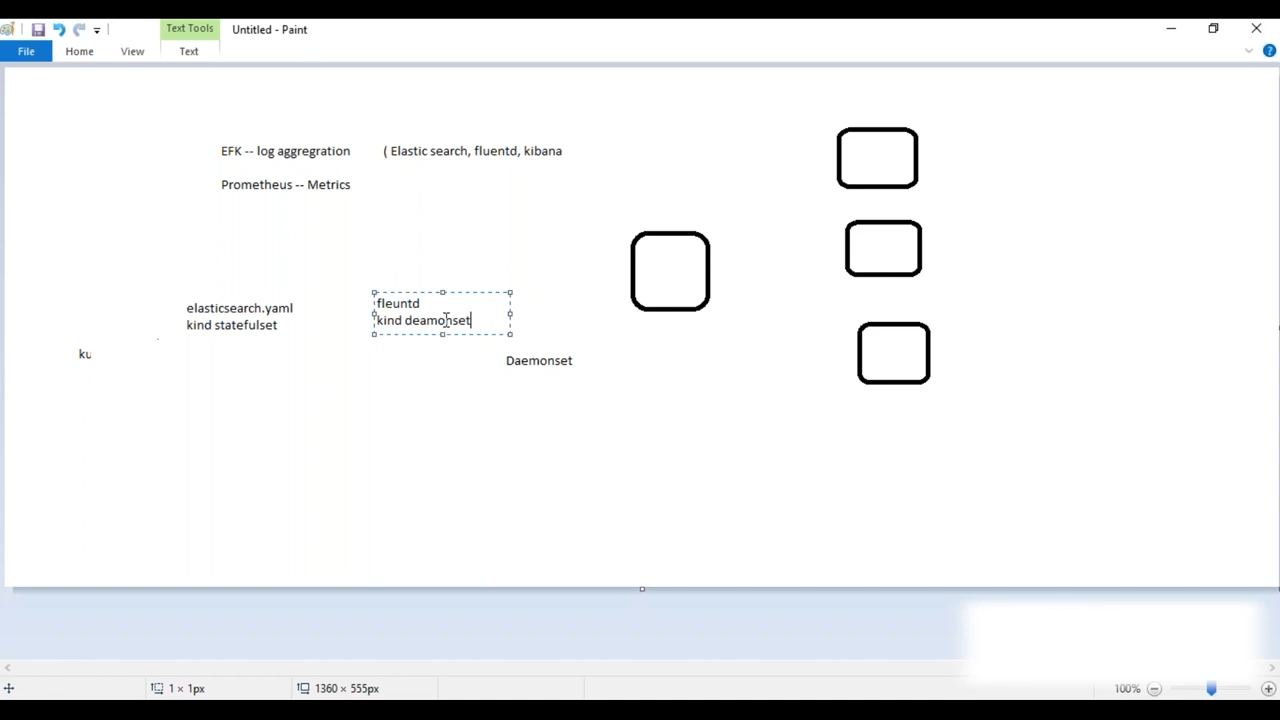 Text Tools
Untitled - Paint
File
Home
View
Text
EFK -- log aggregration ( Elastic search, fluentd, kibana
Prometheus -- Metrics
elasticsearch.yaml
kind statefulset
fleuntd
kind deamonset
ku
Daemonset
1 × 1px
1360 × 555px
100%